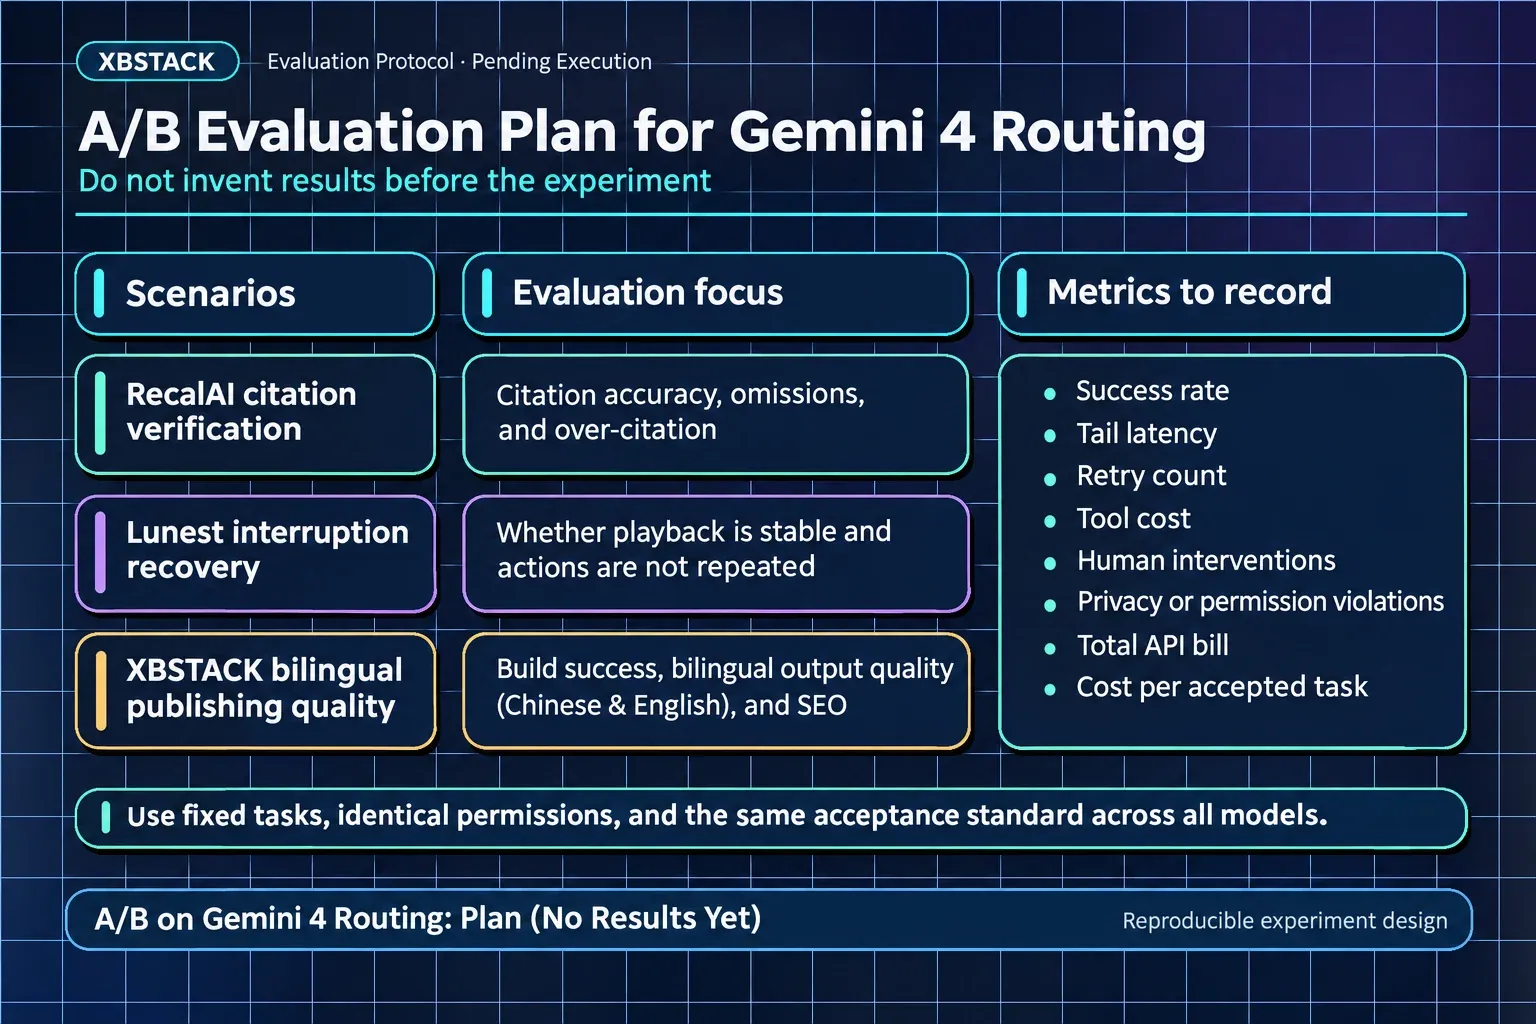 XBSTACK
Evaluation Protocol · Pending Execution
A/B Evaluation Plan for Gemini 4 Routing
Do not invent results before the experiment
Scenarios
Evaluation focus
Metrics to record
RecalAI citation
verification
Citation accuracy, omissions,
and over-citation
Lunest interruption
recovery
Whether playback is stable and
actions are not repeated
XBSTACK bilingual
publishing quality
Build success, bilingual output quality
(Chinese & English), and SEO
• Success rate
• Tail latency
• Retry count
• Tool cost
• Human interventions
• Privacy or permission violations
• Total API bill
• Cost per accepted task
Use fixed tasks, identical permissions, and the same acceptance standard across all models.
A/B on Gemini 4 Routing: Plan (No Results Yet)
Reproducible experiment design